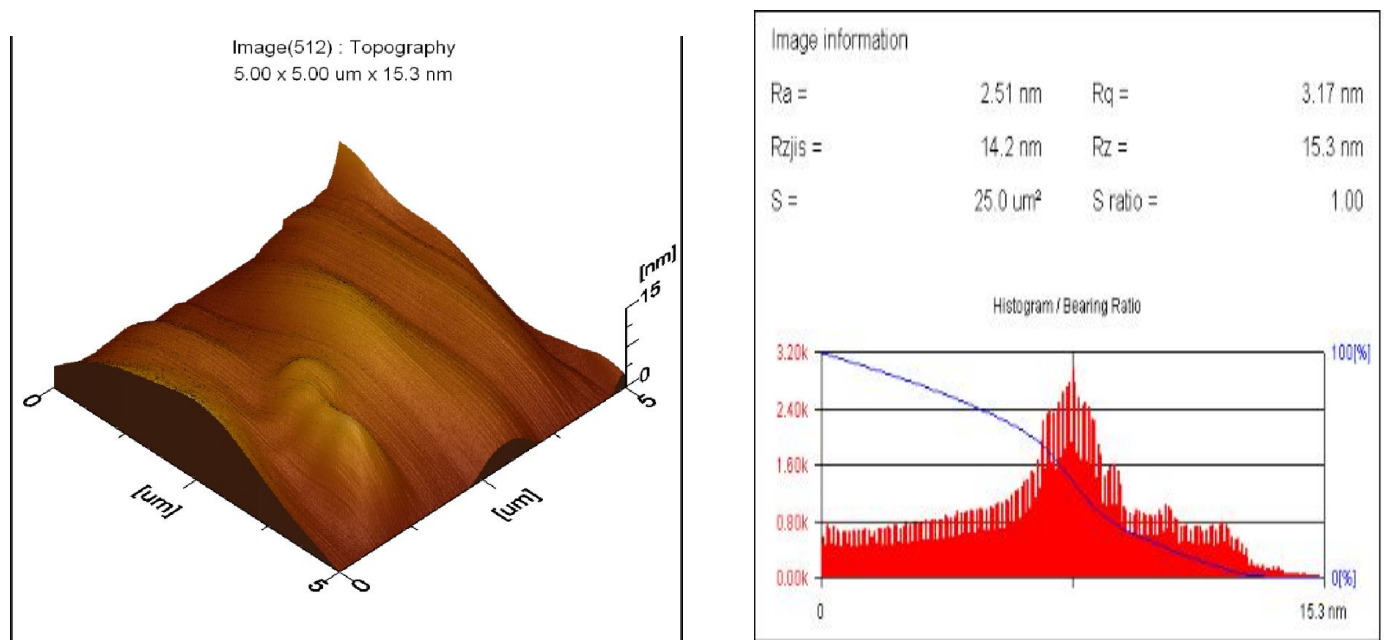 Image(512) : Topography
5.00 x 5.00 um x 15.3 nm
[nm]
15
0
5
[um]
0
5
[um]
0
Image information
Ra = 2.51 nm Rq = 3.17 nm
Rzjis = 14.2 nm Rz = 15.3 nm
S = 25.0 um² S ratio = 1.00
Histogram / Bearing Ratio
3.20k 100[%]
2.40k
1.60k
0.80k
0.00k 0[%]
0 15.3 nm